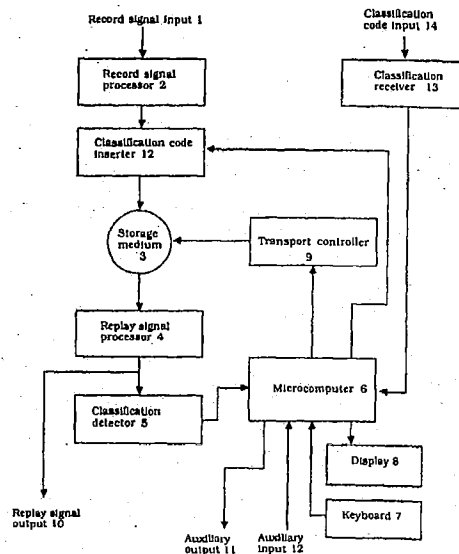 Record signal input 1
Classification
code input 14
Record signal
processor 2
Classification
receiver 13
Classification code
inserter 12
Storage
medium
3
Transport controller
9
Replay signal
processor 4
Microcomputer 6
Classification
detector 5
Display 8
Keyboard 7
Replay signal
output 10
Auxiliary
output 11
Auxiliary
input 12